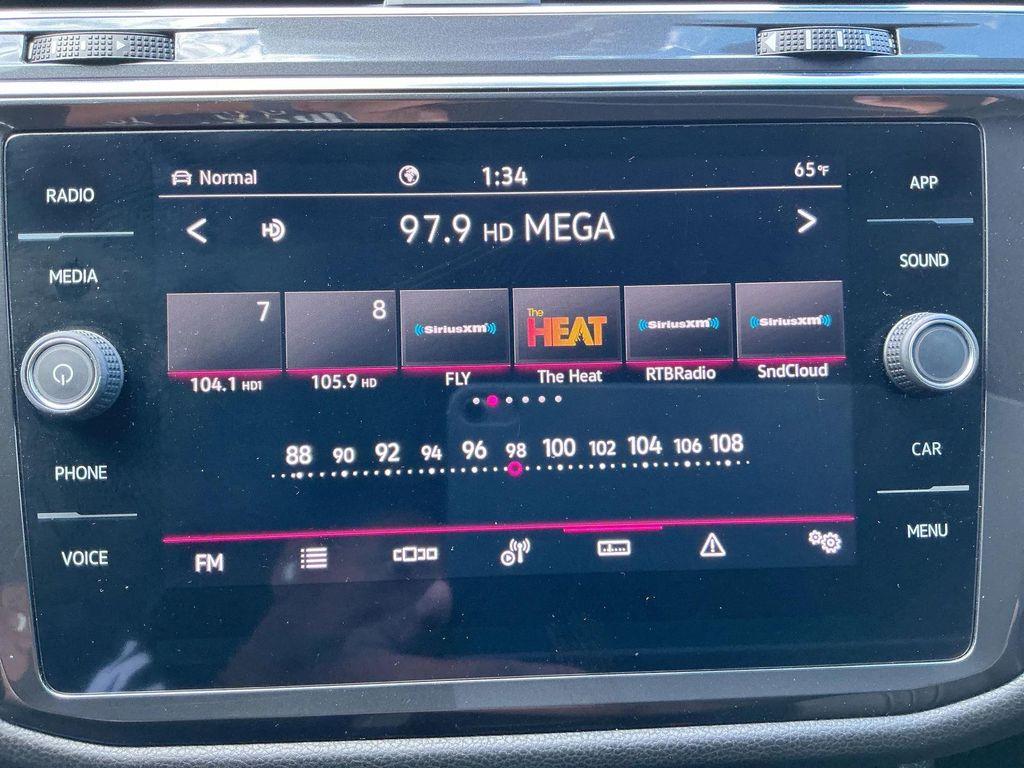 RADIO
MEDIA
PHONE
VOICE
Normal
1:34
65°F
HD
97.9 HD MEGA
7
8
((SiriusXM))
The HEAT
((SiriusXM))
((SiriusXM))
104.1 HD1
105.9 HD
FLY
The Heat
RTBRadio
SndCloud
88 90 92 94 96 98 100 102 104 106 108
FM
APP
SOUND
CAR
MENU